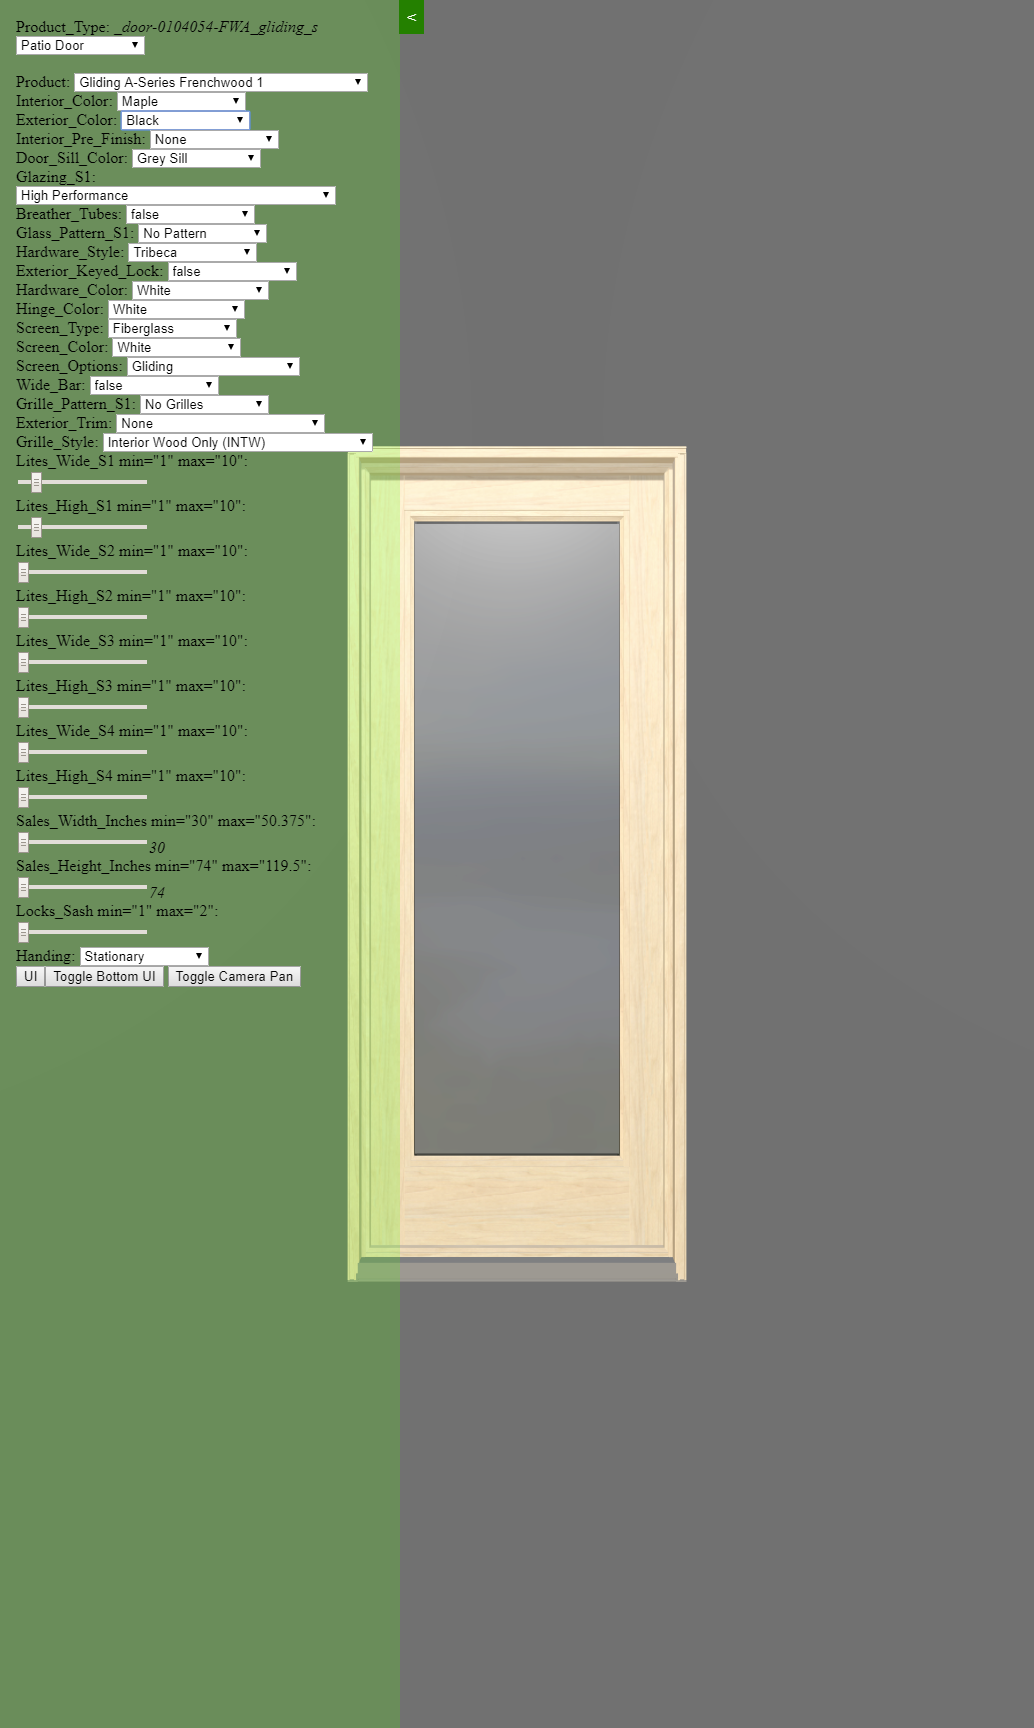 <
Product_Type: _door-0104054-FWA_gliding_s
Patio Door
Product: Gliding A-Series Frenchwood 1
Interior_Color: Maple
Exterior_Color: Black
Interior_Pre_Finish: None
Door_Sill_Color: Grey Sill
Glazing_S1:
High Performance
Breather_Tubes: false
Glass_Pattern_S1: No Pattern
Hardware_Style: Tribeca
Exterior_Keyed_Lock: false
Hardware_Color: White
Hinge_Color: White
Screen_Type: Fiberglass
Screen_Color: White
Screen_Options: Gliding
Wide_Bar: false
Grille_Pattern_S1: No Grilles
Exterior_Trim: None
Grille_Style: Interior Wood Only (INTW)
Lites_Wide_S1 min="1" max="10":
Lites_High_S1 min="1" max="10":
Lites_Wide_S2 min="1" max="10":
Lites_High_S2 min="1" max="10":
Lites_Wide_S3 min="1" max="10":
Lites_High_S3 min="1" max="10":
Lites_Wide_S4 min="1" max="10":
Lites_High_S4 min="1" max="10":
Sales_Width_Inches min="30" max="50.375":
30
Sales_Height_Inches min="74" max="119.5":
74
Locks_Sash min="1" max="2":
Handing: Stationary
UI Toggle Bottom UI Toggle Camera Pan